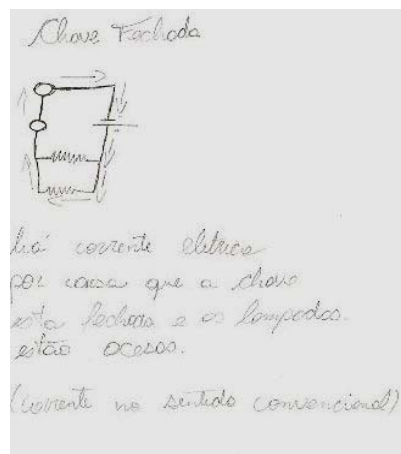 Chave Fechada
há corrente elétrica
por causa que a chave
esta fechada e as lampadas
estão acesas.
(corrente no sentido convencional)